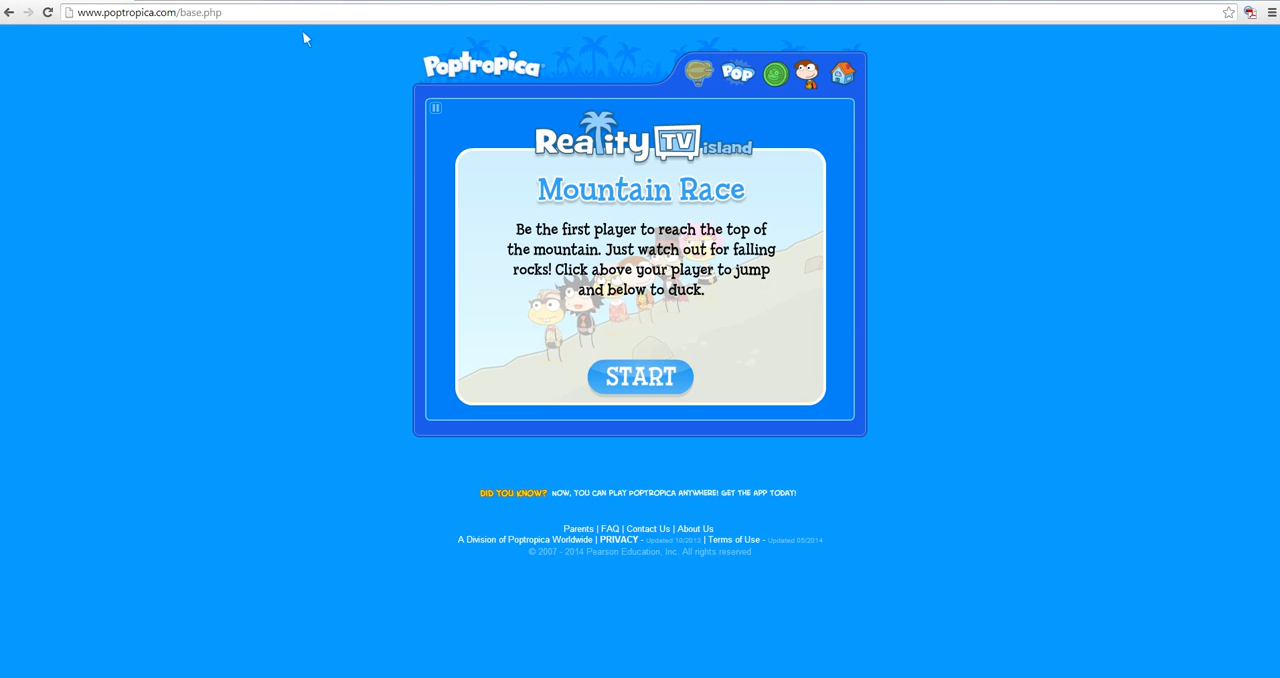 www.poptropica.com/base.php
Poptropica
POP
Reality TV island
Mountain Race
Be the first player to reach the top of
the mountain. Just watch out for falling
rocks! Click above your player to jump
and below to duck.
START
DID YOU KNOW? NOW, YOU CAN PLAY POPTROPICA ANYWHERE! GET THE APP TODAY!
Parents | FAQ | Contact Us | About Us
A Division of Poptropica Worldwide | PRIVACY - Updated 10/2012 | Terms of Use - Updated 05/2014
© 2007 - 2014 Pearson Education, Inc. All rights reserved